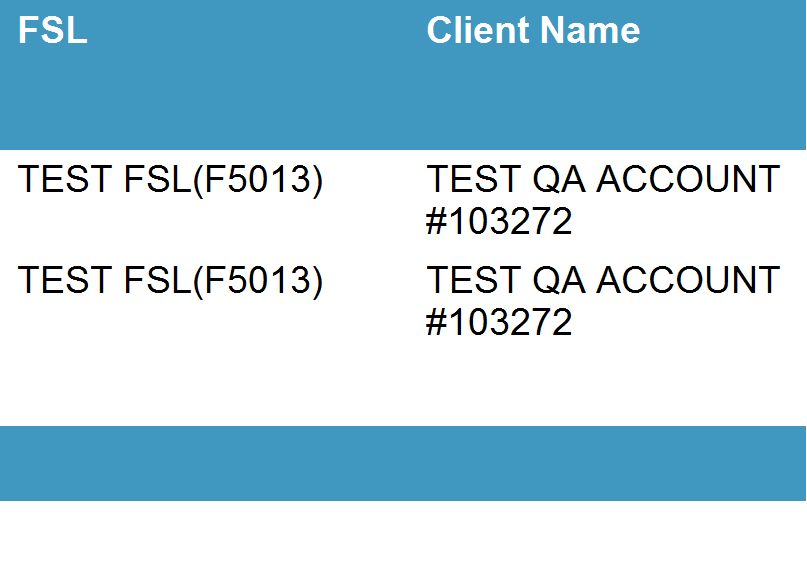 FSL Client Name
TEST FSL(F5013) TEST QA ACCOUNT
#103272
TEST FSL(F5013) TEST QA ACCOUNT
#103272